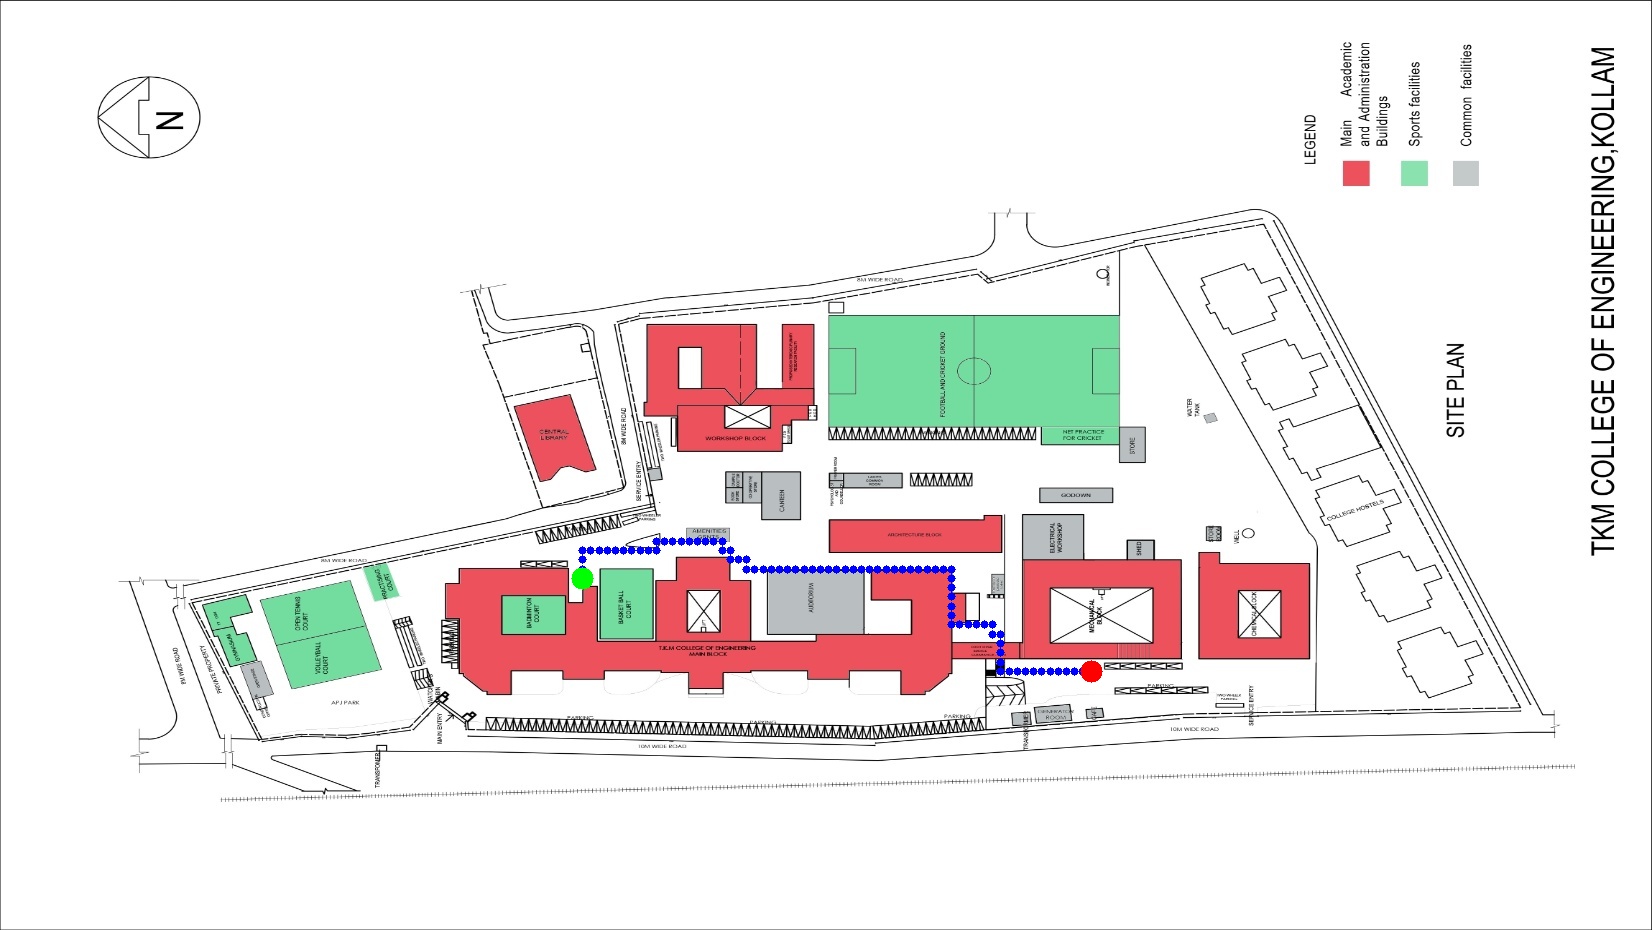 TKM COLLEGE OF ENGINEERING,KOLLAM
SITE PLAN
LEGEND
Main Academic
and Administration
Buildings
Sports facilities
Common facilities
N
8M WIDE ROAD
CENTRAL
LIBRARY
8M WIDE ROAD
SERVICE ENTRY
WORKSHOP BLOCK
FOOTBALL AND CRICKET GROUND
NET PRACTICE
FOR CRICKET
STORE
WATER
TANK
CANTEEN
GODOWN
COLLEGE HOSTELS
AMENITIES
ARCHITECTURE BLOCK
ELECTRICAL
WORKSHOP
SHED
STORE
WELL
8M WIDE ROAD
OPEN TENNIS
COURT
VOLLEYBALL
COURT
BADMINTON
COURT
BASKET BALL
COURT
AUDITORIUM
MECHANICAL
BLOCK
CHEMICAL BLOCK
T.K.M COLLEGE OF ENGINEERING
MAIN BLOCK
8M WIDE ROAD
PRIVATE PROPERTY
APJ PARK
MAIN ENTRY
PARKING
PARKING
PARKING
PARKING
GENERATOR
ROOM
TWO WHEELER
PARKING
SERVICE ENTRY
10M WIDE ROAD
10M WIDE ROAD